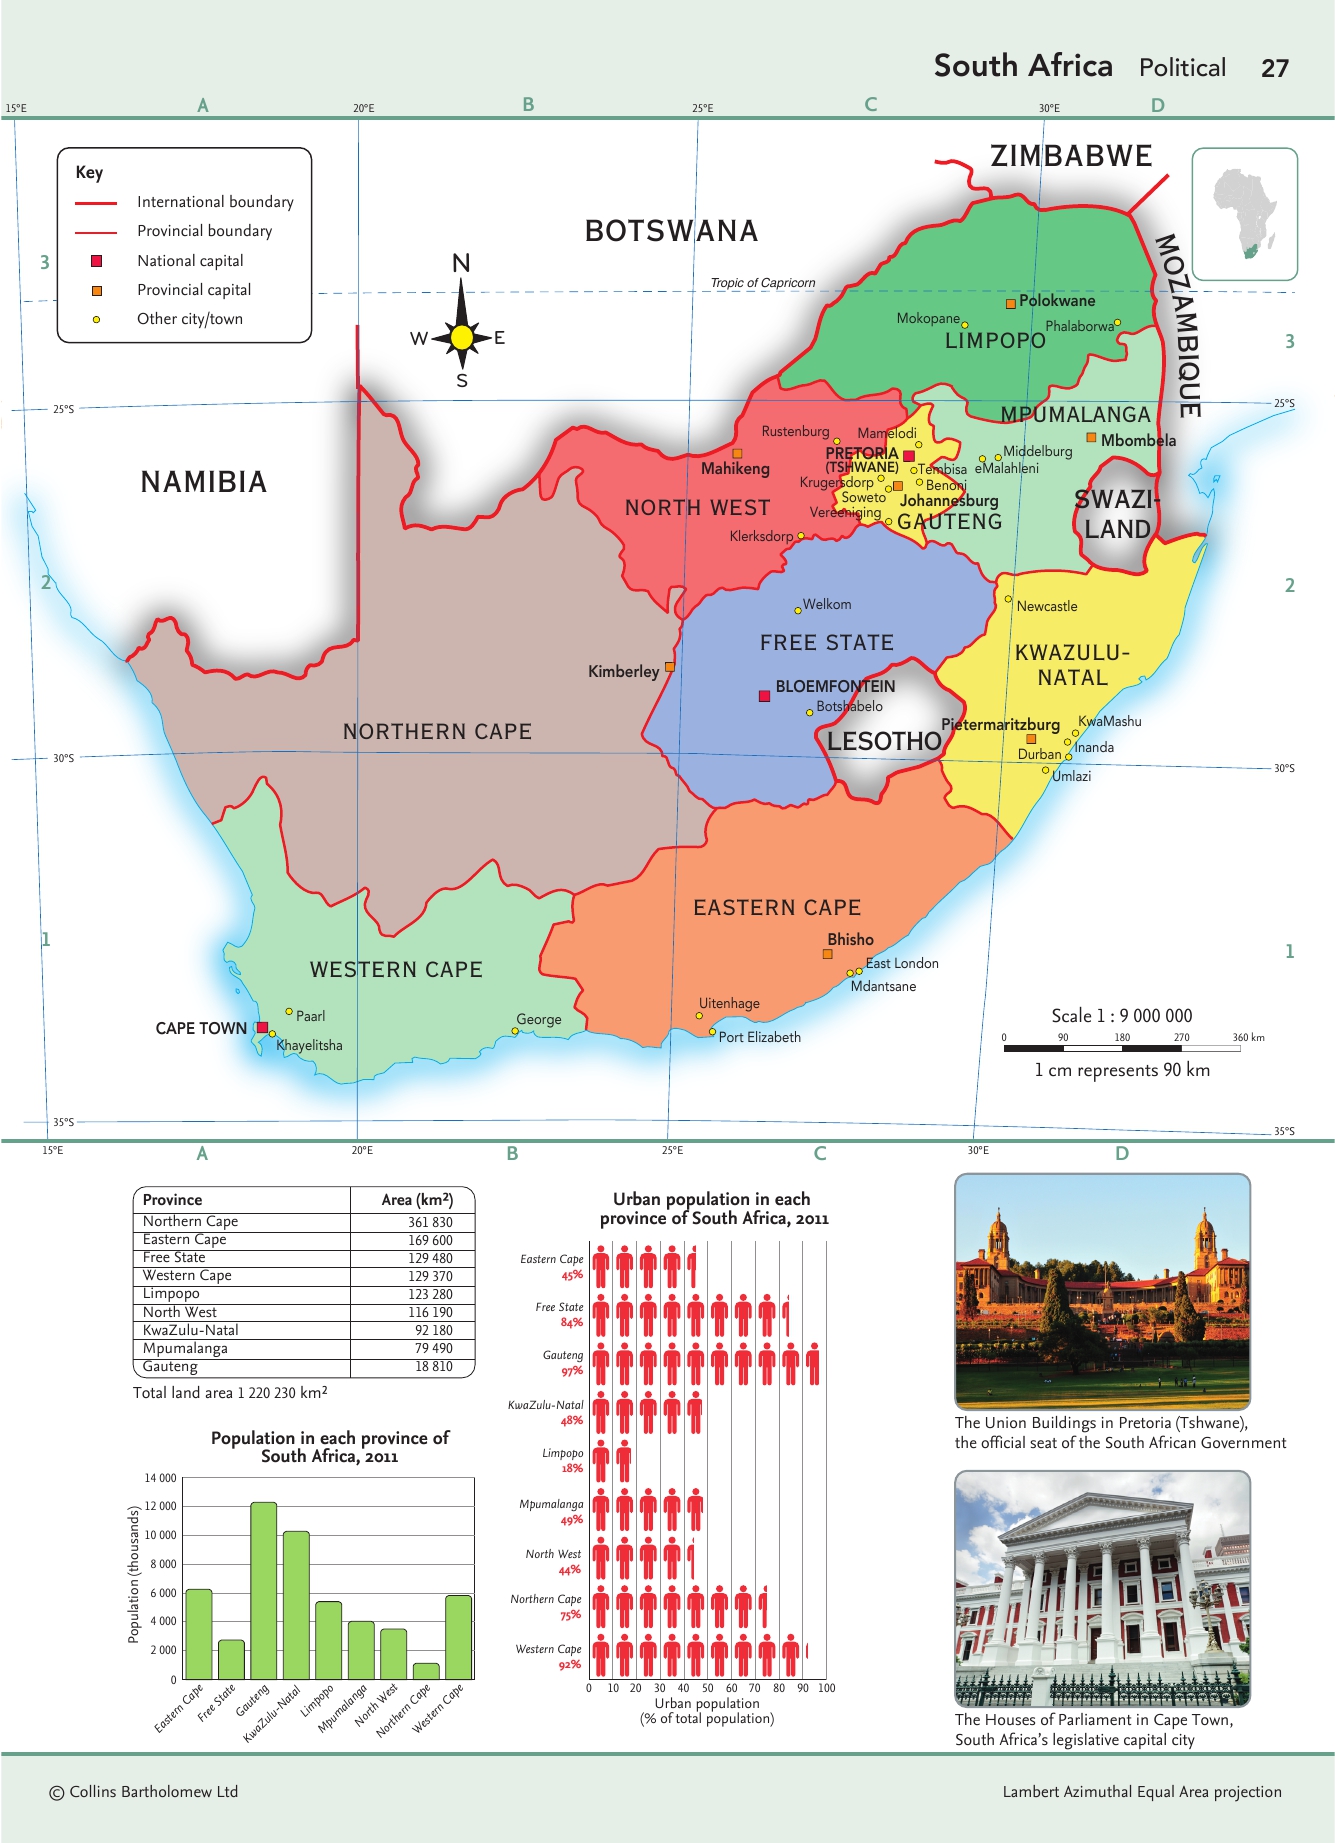 South Africa Political 27
15°E A 20°E B 25°E C 30°E D
Key
International boundary
Provincial boundary
National capital
Provincial capital
Other city/town
N
W E
S
ZIMBABWE
BOTSWANA
MOZAMBIQUE
NAMIBIA
SWAZI-
LAND
LESOTHO
Tropic of Capricorn
3
3
2
2
1
1
25°S
25°S
30°S
30°S
35°S
35°S
Polokwane
Mokopane
Phalaborwa
LIMPOPO
MPUMALANGA
Mbombela
Middelburg
eMalahleni
Rustenburg
Mamelodi
PRETORIA
(TSHWANE)
Tembisa
Mahikeng
Krugersdorp
Benoni
Soweto
Johannesburg
Vereeniging
GAUTENG
NORTH WEST
Klerksdorp
Welkom
Newcastle
FREE STATE
KWAZULU-
NATAL
Kimberley
BLOEMFONTEIN
Botshabelo
Pietermaritzburg
KwaMashu
Inanda
Durban
Umlazi
NORTHERN CAPE
EASTERN CAPE
Bhisho
East London
Mdantsane
WESTERN CAPE
Uitenhage
Port Elizabeth
George
Paarl
CAPE TOWN
Khayelitsha
Scale 1 : 9 000 000
0 90 180 270 360 km
1 cm represents 90 km
15°E A 20°E B 25°E C 30°E D
Province Area (km²)
Northern Cape 361 830
Eastern Cape 169 600
Free State 129 480
Western Cape 129 370
Limpopo 123 280
North West 116 190
KwaZulu-Natal 92 180
Mpumalanga 79 490
Gauteng 18 810
Total land area 1 220 230 km²
Population in each province of
South Africa, 2011
Population (thousands)
14 000
12 000
10 000
8 000
6 000
4 000
2 000
0
Eastern Cape
Free State
Gauteng
KwaZulu-Natal
Limpopo
Mpumalanga
North West
Northern Cape
Western Cape
Urban population in each
province of South Africa, 2011
Eastern Cape
45%
Free State
84%
Gauteng
97%
KwaZulu-Natal
48%
Limpopo
18%
Mpumalanga
49%
North West
44%
Northern Cape
75%
Western Cape
92%
0 10 20 30 40 50 60 70 80 90 100
Urban population
(% of total population)
The Union Buildings in Pretoria (Tshwane),
the official seat of the South African Government
The Houses of Parliament in Cape Town,
South Africa's legislative capital city
© Collins Bartholomew Ltd
Lambert Azimuthal Equal Area projection